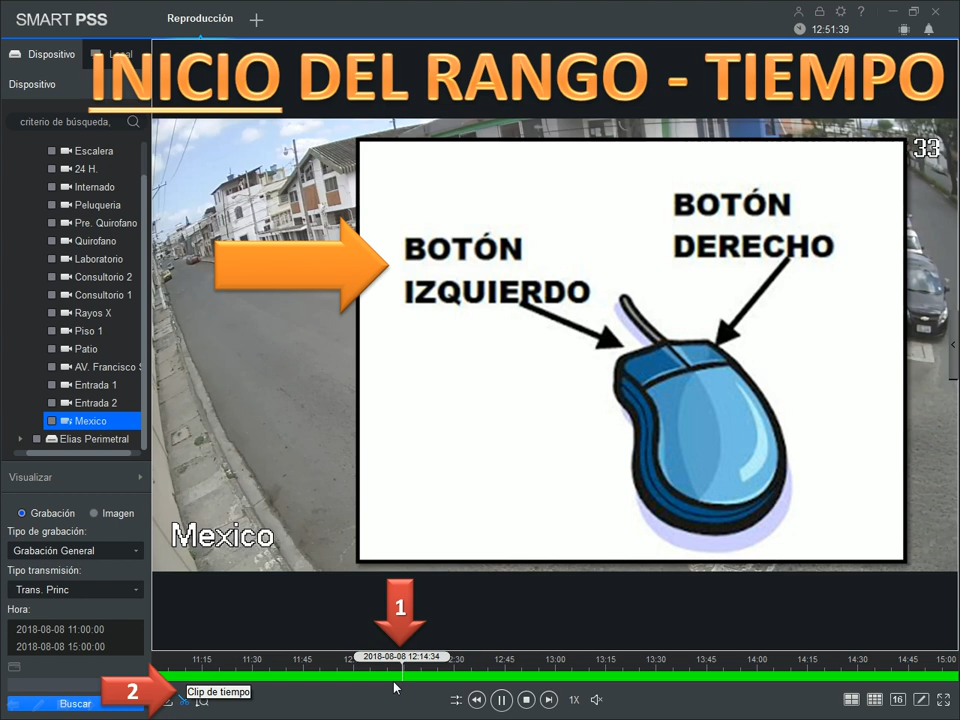 SMART PSS
Reproducción
12:51:39
Dispositivo
Local
INICIO DEL RANGO - TIEMPO
Dispositivo
criterio de búsqueda,
Escalera
24 H.
Internado
Peluqueria
Pre. Quirofano
Quirofano
Laboratorio
Consultorio 2
Consultorio 1
Rayos X
Piso 1
Patio
AV. Francisco S
Entrada 1
Entrada 2
Mexico
Elias Perimetral
Visualizar
Grabación
Imagen
Tipo de grabación:
Grabación General
Tipo transmisión:
Trans. Princ
Hora:
2018-08-08 11:00:00
2018-08-08 15:00:00
Buscar
33
BOTÓN
IZQUIERDO
BOTÓN
DERECHO
Mexico
1
2018-08-08 12:14:34
11:15 11:30 11:45 12: :30 12:45 13:00 13:15 13:30 13:45 14:00 14:15 14:30 14:45 15:00
2
Clip de tiempo
1X
16